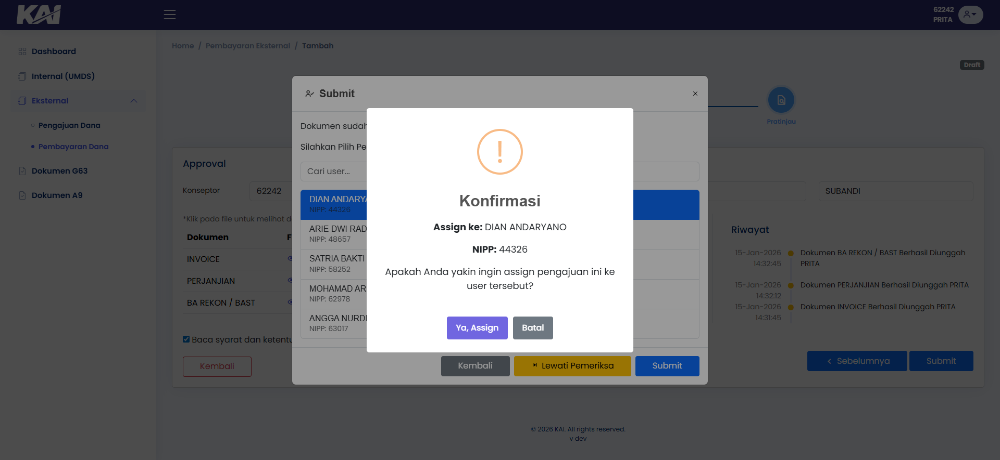 KAI
62242
PRITA
Dashboard
Internal (UMDS)
Eksternal
Pengajuan Dana
Pembayaran Dana
Dokumen G63
Dokumen A9
Home / Pembayaran Eksternal / Tambah
Draft
Pratinjau
Approval
Konseptor
62242
SUBANDI
*Klik pada file untuk melihat
Dokumen
INVOICE
PERJANJIAN
BA REKON / BAST
Baca syarat dan
Kembali
Riwayat
15-Jan-2026
14:32:45
Dokumen BA REKON / BAST Berhasil Diunggah
PRITA
15-Jan-2026
14:32:12
Dokumen PERJANJIAN Berhasil Diunggah PRITA
15-Jan-2026
14:31:45
Dokumen INVOICE Berhasil Diunggah PRITA
Sebelumnya
Submit
Submit
×
Dokumen sudah
Silahkan Pilih
Cari user...
DIAN
NIPP: 44326
ARIE DWI
NIPP: 48657
SATRIA BAKTI
NIPP: 58252
MOHAMAD
NIPP: 62978
ANGGA
NIPP: 63017
Kembali
Lewati Pemeriksa
Submit
!
Konfirmasi
Assign ke: DIAN ANDARYANO
NIPP: 44326
Apakah Anda yakin ingin assign pengajuan ini ke
user tersebut?
Ya, Assign
Batal
© 2026 KAI. All rights reserved.
v dev